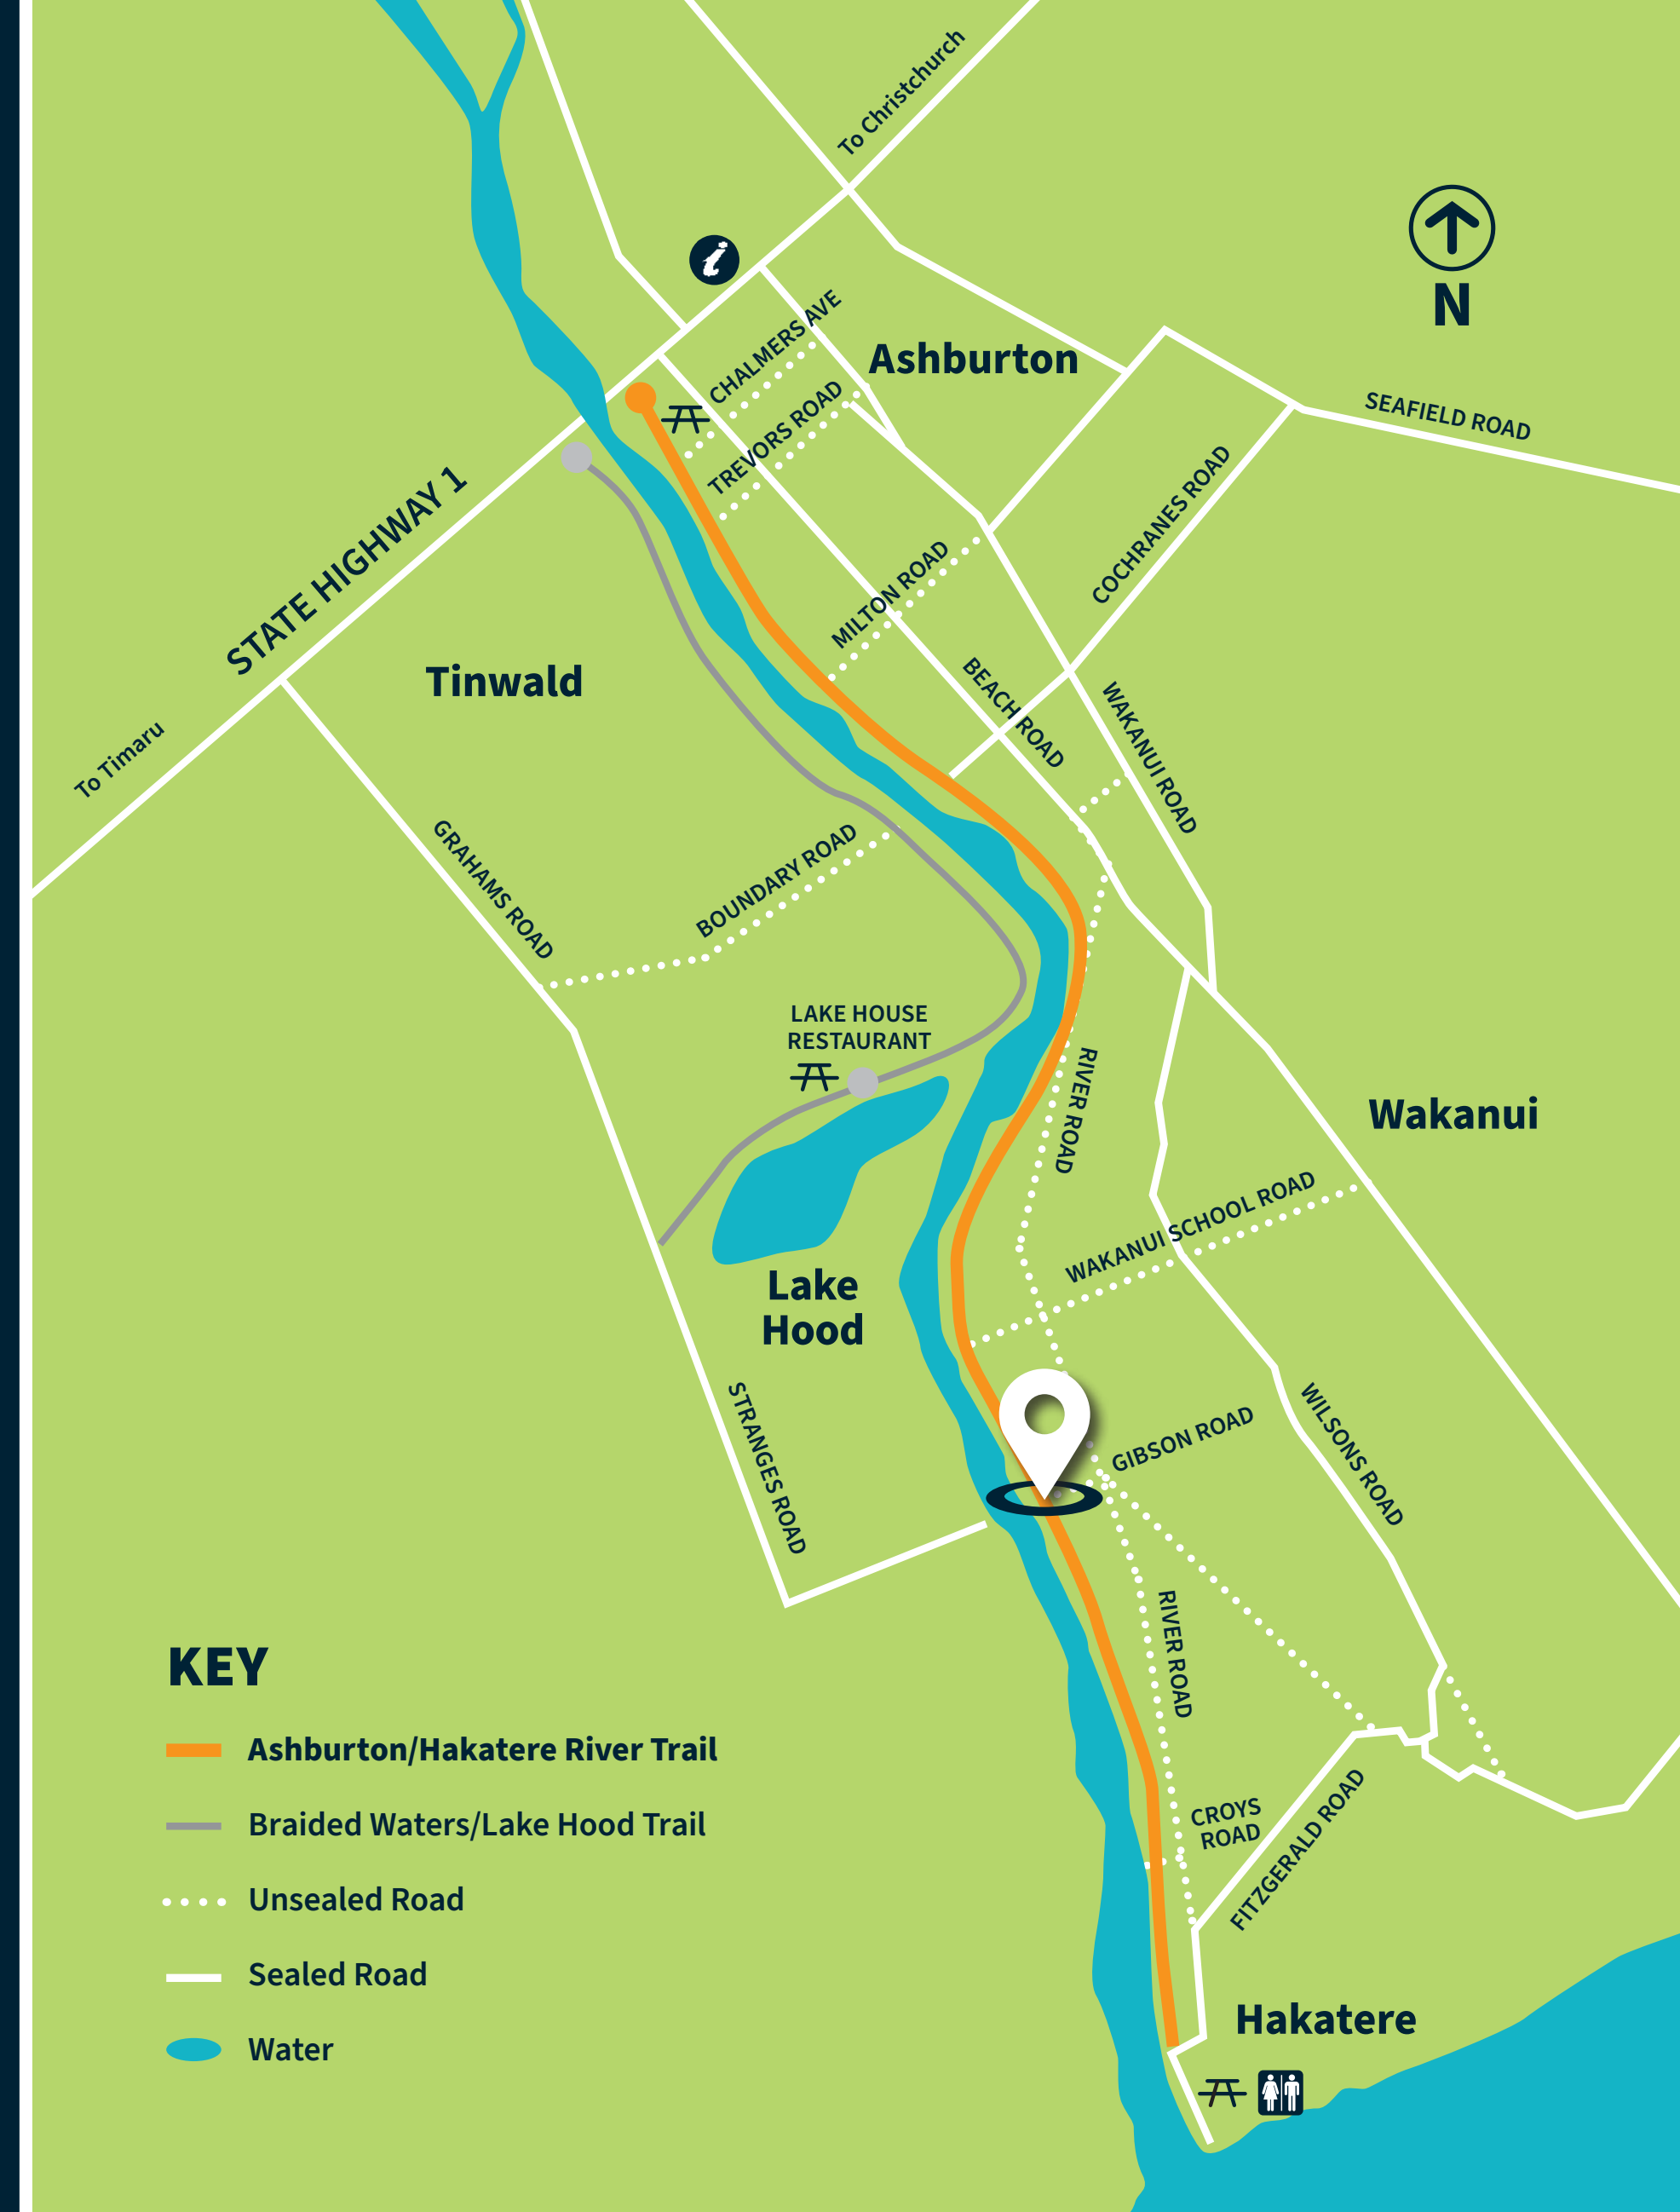 To Christchurch
N
CHALMERS AVE
Ashburton
TREVORS ROAD
SEAFIELD ROAD
STATE HIGHWAY 1
COCHRANES ROAD
MILTON ROAD
Tinwald
BEACH ROAD
WAKANUI ROAD
To Timaru
GRAHAMS ROAD
BOUNDARY ROAD
LAKE HOUSE
RESTAURANT
RIVER ROAD
Wakanui
WAKANUI SCHOOL ROAD
Lake
Hood
STRANGES ROAD
GIBSON ROAD
WILSONS ROAD
RIVER ROAD
CROYS
ROAD
FITZGERALD ROAD
Hakatere
KEY
Ashburton/Hakatere River Trail
Braided Waters/Lake Hood Trail
Unsealed Road
Sealed Road
Water